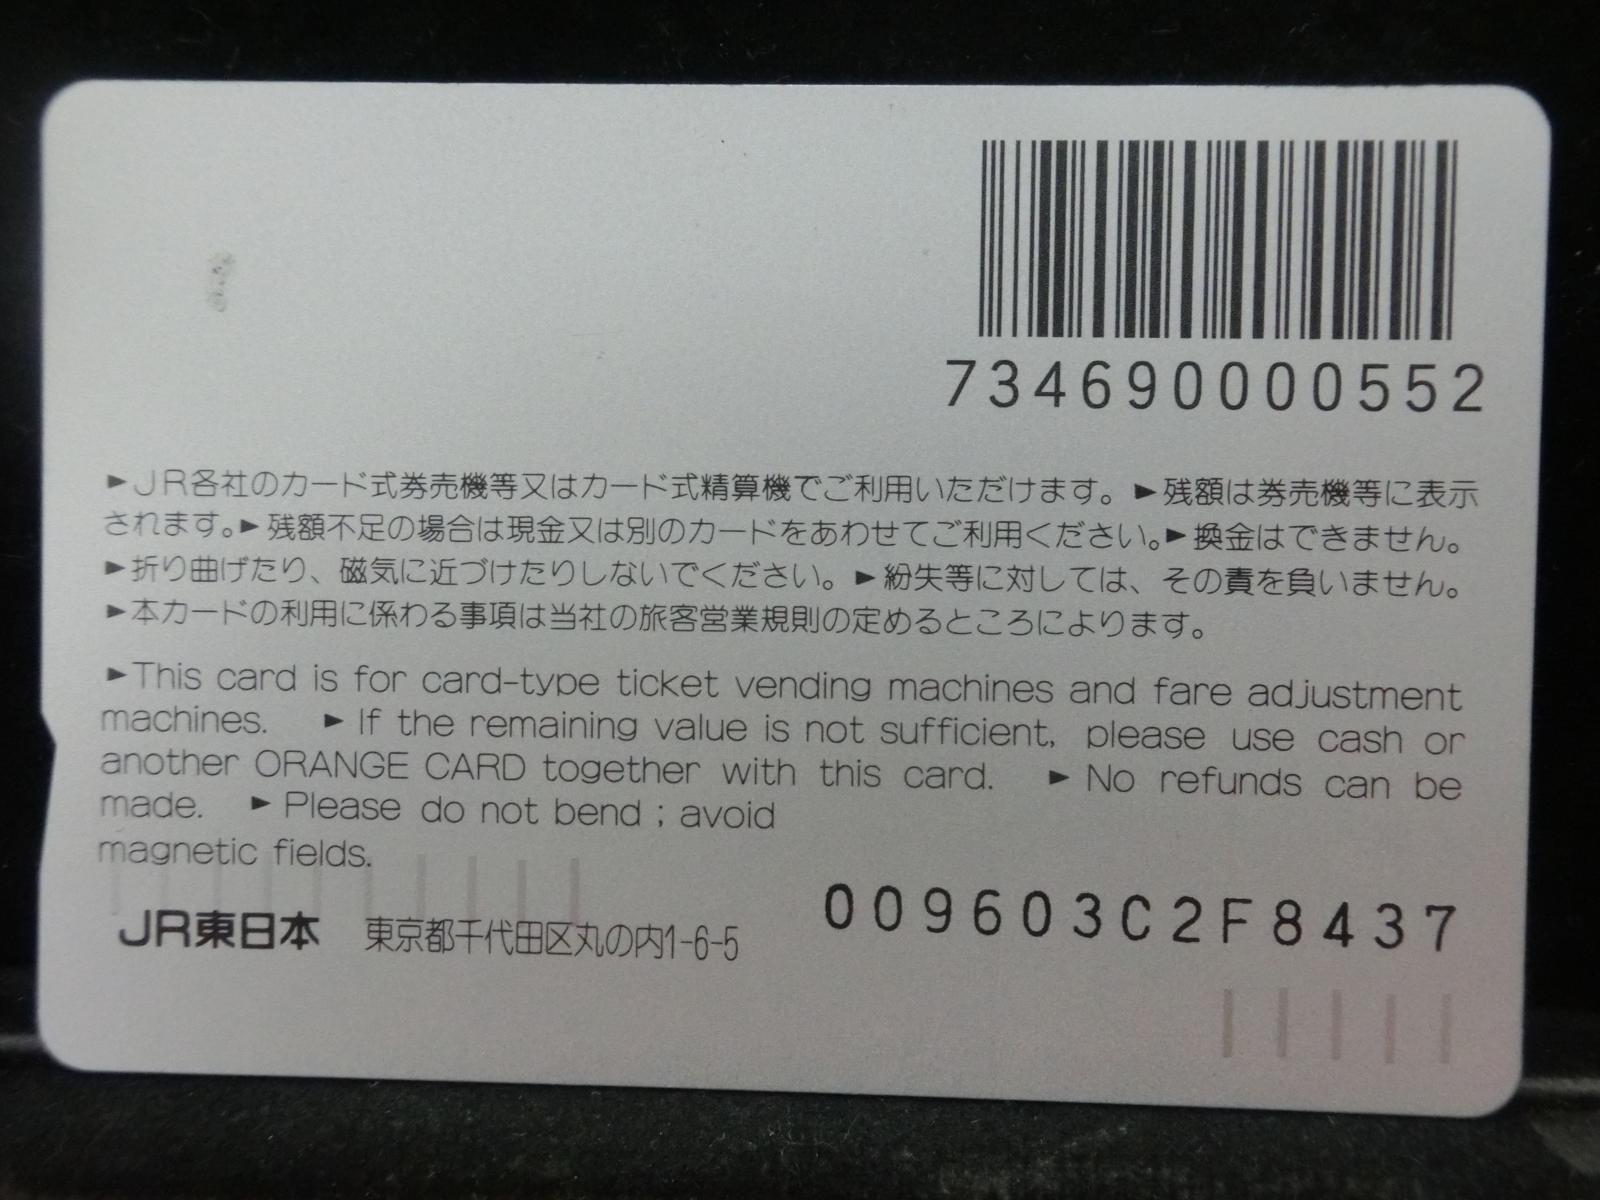 734690000552
►JR各社のカード式券売機等又はカード式精算機でご利用いただけます。►残額は券売機等に表示
されます。►残額不足の場合は現金又は別のカードをあわせてご利用ください。►換金はできません。
►折り曲げたり、磁気に近づけたりしないでください。►紛失等に対しては、その責を負いません。
►本カードの利用に係わる事項は当社の旅客営業規則の定めるところによります。
►This card is for card-type ticket vending machines and fare adjustment
machines. ►If the remaining value is not sufficient, please use cash or
another ORANGE CARD together with this card. ►No refunds can be
made. ►Please do not bend ; avoid
magnetic fields.
009603C2F8437
JR東日本 東京都千代田区丸の内1-6-5